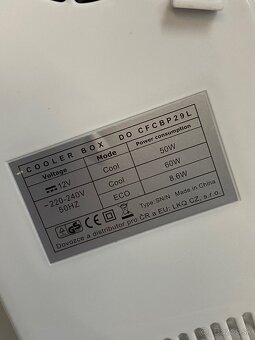 COOLER BOX DO CFCBP29L
Voltage Mode Power consumption
12V Cool 50W
~220-240V 50HZ Cool 60W
ECO 8.6W
Type: SN/N Made in China
Dovozce a distributor pro ČR a EU: LKQ CZ, s.r.o.